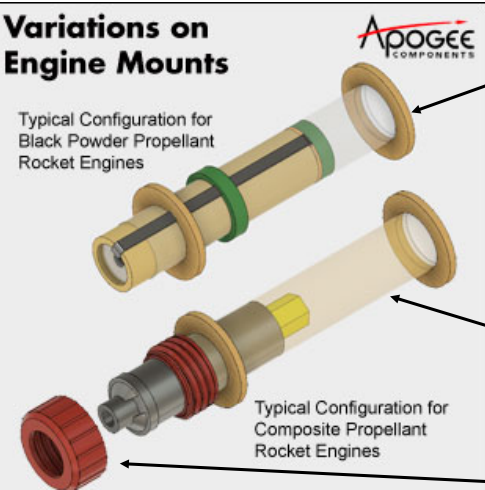 Variations on
Engine Mounts
APOGEE
COMPONENTS
Typical Configuration for
Black Powder Propellant
Rocket Engines
Typical Configuration for
Composite Propellant
Rocket Engines